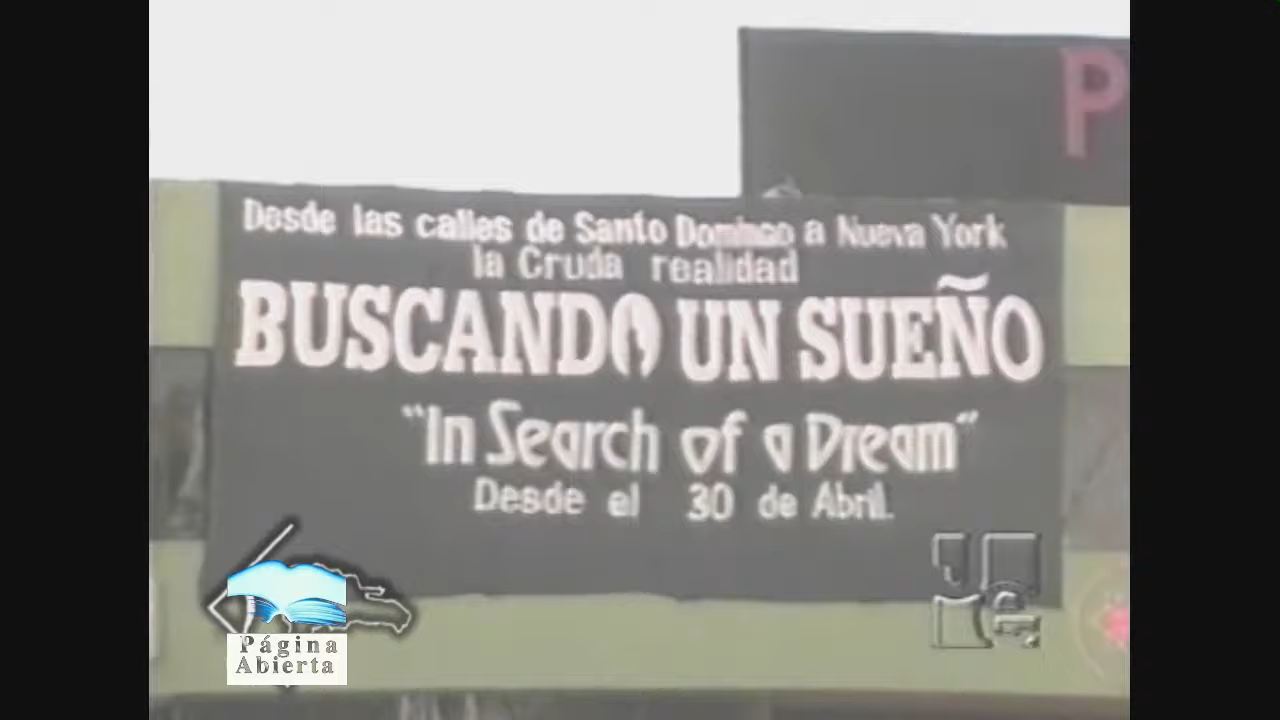 P
Desde las calles de Santo Domingo a Nueva York
la Cruda realidad
BUSCANDO UN SUEÑO
"In Search of a Dream"
Desde el 30 de Abril.
Página
Abierta